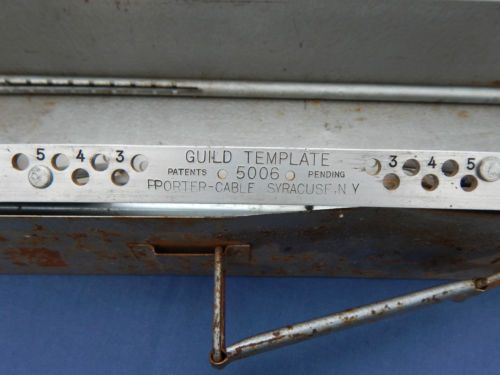 GUILD TEMPLATE
5 4 3 PATENTS 5006 PENDING 3 4 5
PORTER-CABLE SYRACUSE.N.Y